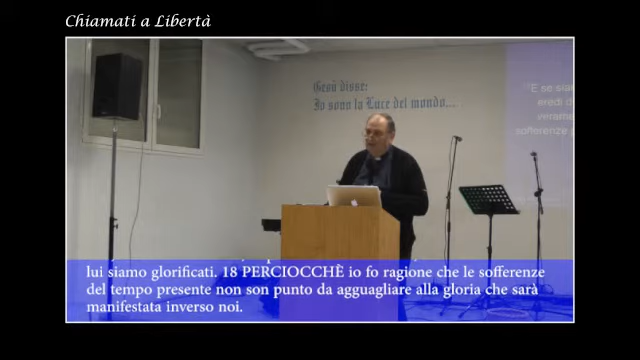 Chiamati a Libertà
Gesù disse:
Io sono la Luce del mondo....
E se siam
eredi d
verame
sofferenze p
lui siamo glorificati. 18 PERCIOCCHÈ io fo ragione che le sofferenze
del tempo presente non son punto da agguagliare alla gloria che sarà
manifestata inverso noi.